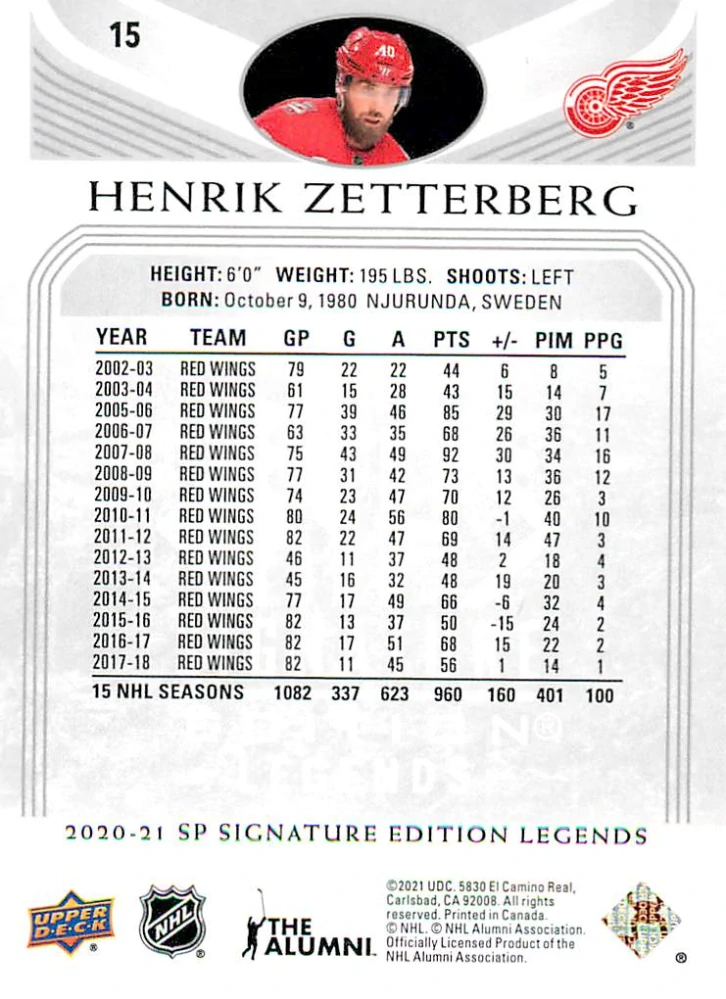 15
40
HENRIK ZETTERBERG
HEIGHT: 6'0" WEIGHT: 195 LBS. SHOOTS: LEFT
BORN: October 9, 1980 NJURUNDA, SWEDEN
YEAR TEAM GP G A PTS +/- PIM PPG
2002-03 RED WINGS 79 22 22 44 6 8 5
2003-04 RED WINGS 61 15 28 43 15 14 7
2005-06 RED WINGS 77 39 46 85 29 30 17
2006-07 RED WINGS 63 33 35 68 26 36 11
2007-08 RED WINGS 75 43 49 92 30 34 16
2008-09 RED WINGS 77 31 42 73 13 36 12
2009-10 RED WINGS 74 23 47 70 12 26 3
2010-11 RED WINGS 80 24 56 80 -1 40 10
2011-12 RED WINGS 82 22 47 69 14 47 3
2012-13 RED WINGS 46 11 37 48 2 18 4
2013-14 RED WINGS 45 16 32 48 19 20 3
2014-15 RED WINGS 77 17 49 66 -6 32 4
2015-16 RED WINGS 82 13 37 50 -15 24 2
2016-17 RED WINGS 82 17 51 68 15 22 2
2017-18 RED WINGS 82 11 45 56 1 14 1
15 NHL SEASONS 1082 337 623 960 160 401 100
LEGENDS
2020-21 SP SIGNATURE EDITION LEGENDS
UPPER
D·E·C·K
®
NHL
®
THE
ALUMNI
©2021 UDC. 5830 El Camino Real,
Carlsbad, CA 92008. All rights
reserved. Printed in Canada.
© NHL. © NHL Alumni Association.
Officially Licensed Product of the
NHL Alumni Association.
®